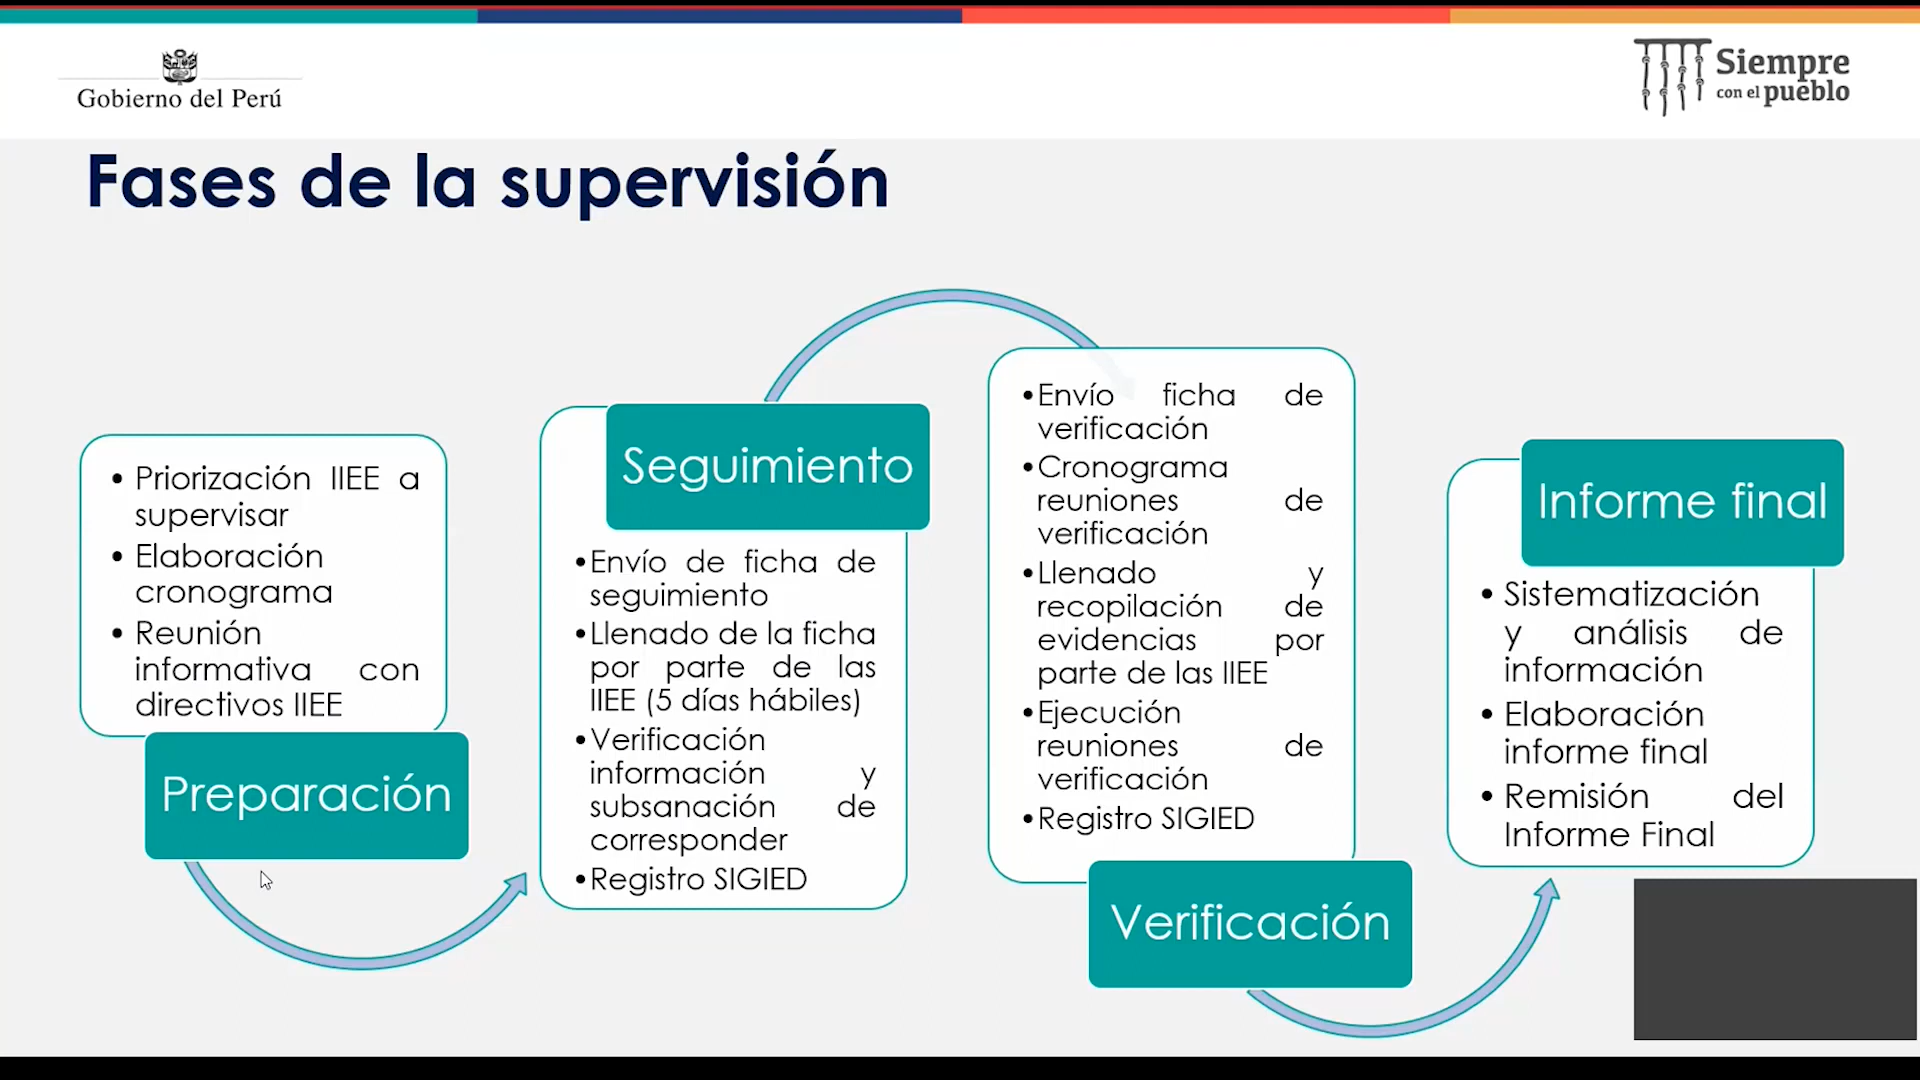 Gobierno del Perú
Siempre
con el pueblo
Fases de la supervisión
• Priorización IIEE a
supervisar
• Elaboración
cronograma
• Reunión
informativa con
directivos IIEE
Preparación
Seguimiento
•Envío de ficha de
seguimiento
•Llenado de la ficha
por parte de las
IIEE (5 días hábiles)
•Verificación
información y
subsanación de
corresponder
•Registro SIGIED
•Envío ficha de
verificación
•Cronograma
reuniones de
verificación
•Llenado y
recopilación de
evidencias por
parte de las IIEE
•Ejecución
reuniones de
verificación
•Registro SIGIED
Verificación
Informe final
• Sistematización
y análisis de
información
• Elaboración
informe final
• Remisión del
Informe Final